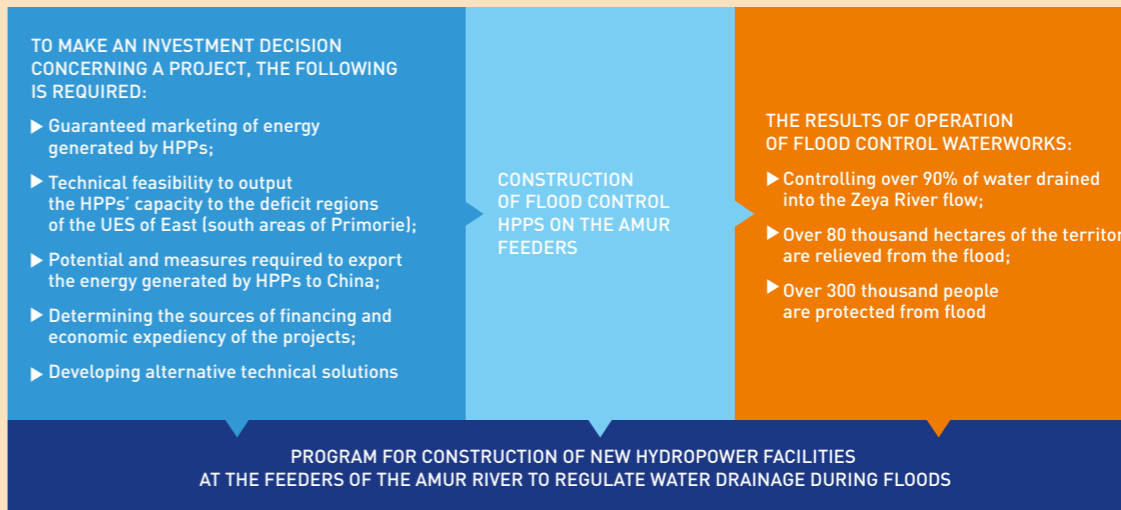 TO MAKE AN INVESTMENT DECISION
CONCERNING A PROJECT, THE FOLLOWING
IS REQUIRED:
Guaranteed marketing of energy
generated by HPPs;
Technical feasibility to output
the HPPs' capacity to the deficit regions
of the UES of East (south areas of Primorie);
Potential and measures required to export
the energy generated by HPPs to China;
Determining the sources of financing and
economic expediency of the projects;
Developing alternative technical solutions
CONSTRUCTION
OF FLOOD CONTROL
HPPS ON THE AMUR
FEEDERS
THE RESULTS OF OPERATION
OF FLOOD CONTROL WATERWORKS:
Controlling over 90% of water drained
into the Zeya River flow;
Over 80 thousand hectares of the territor
are relieved from the flood;
Over 300 thousand people
are protected from flood
PROGRAM FOR CONSTRUCTION OF NEW HYDROPOWER FACILITIES
AT THE FEEDERS OF THE AMUR RIVER TO REGULATE WATER DRAINAGE DURING FLOODS